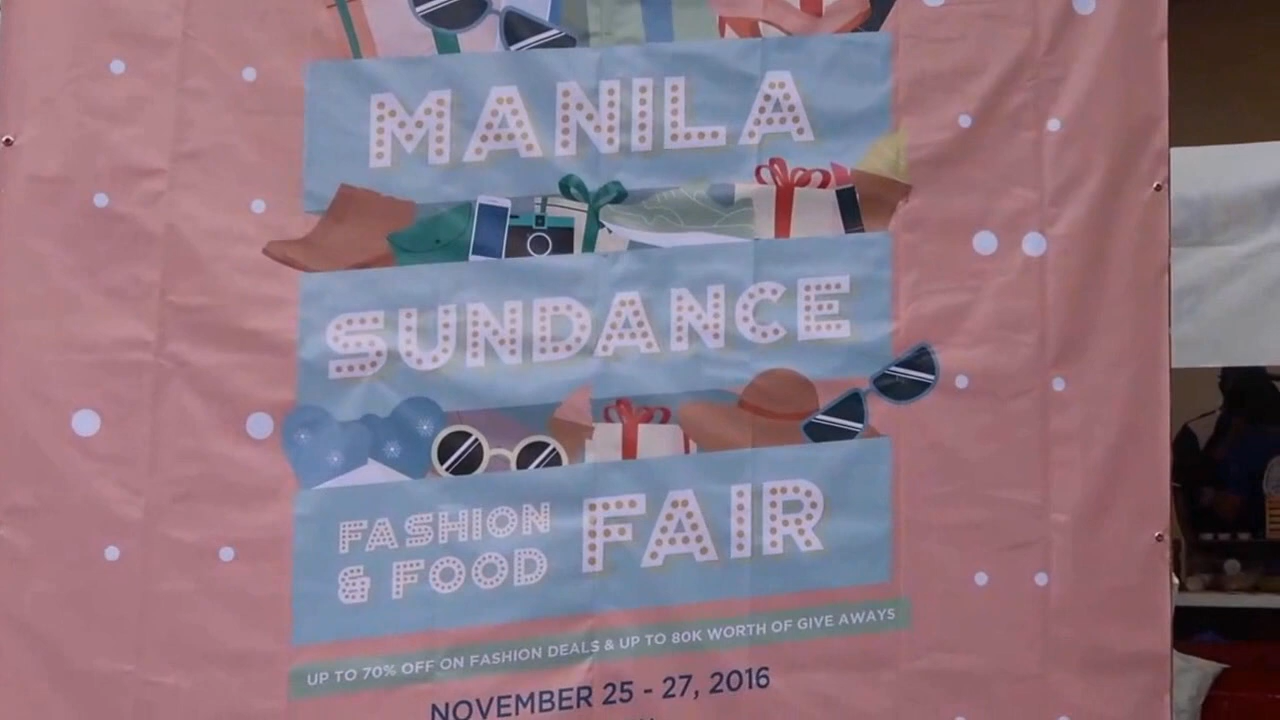 MANILA
SUNDANCE
FASHION
& FOOD
FAIR
UP TO 70% OFF ON FASHION DEALS & UP TO 80K WORTH OF GIVE AWAYS
NOVEMBER 25 - 27, 2016